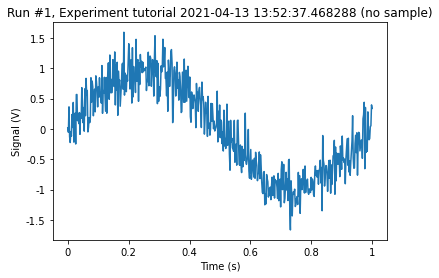 Run #1, Experiment tutorial 2021-04-13 13:52:37.468288 (no sample)
1.5
1
0.5
0
-0.5
-1
-1.5
Signal (V)
0 0.2 0.4 0.6 0.8 1
Time (s)